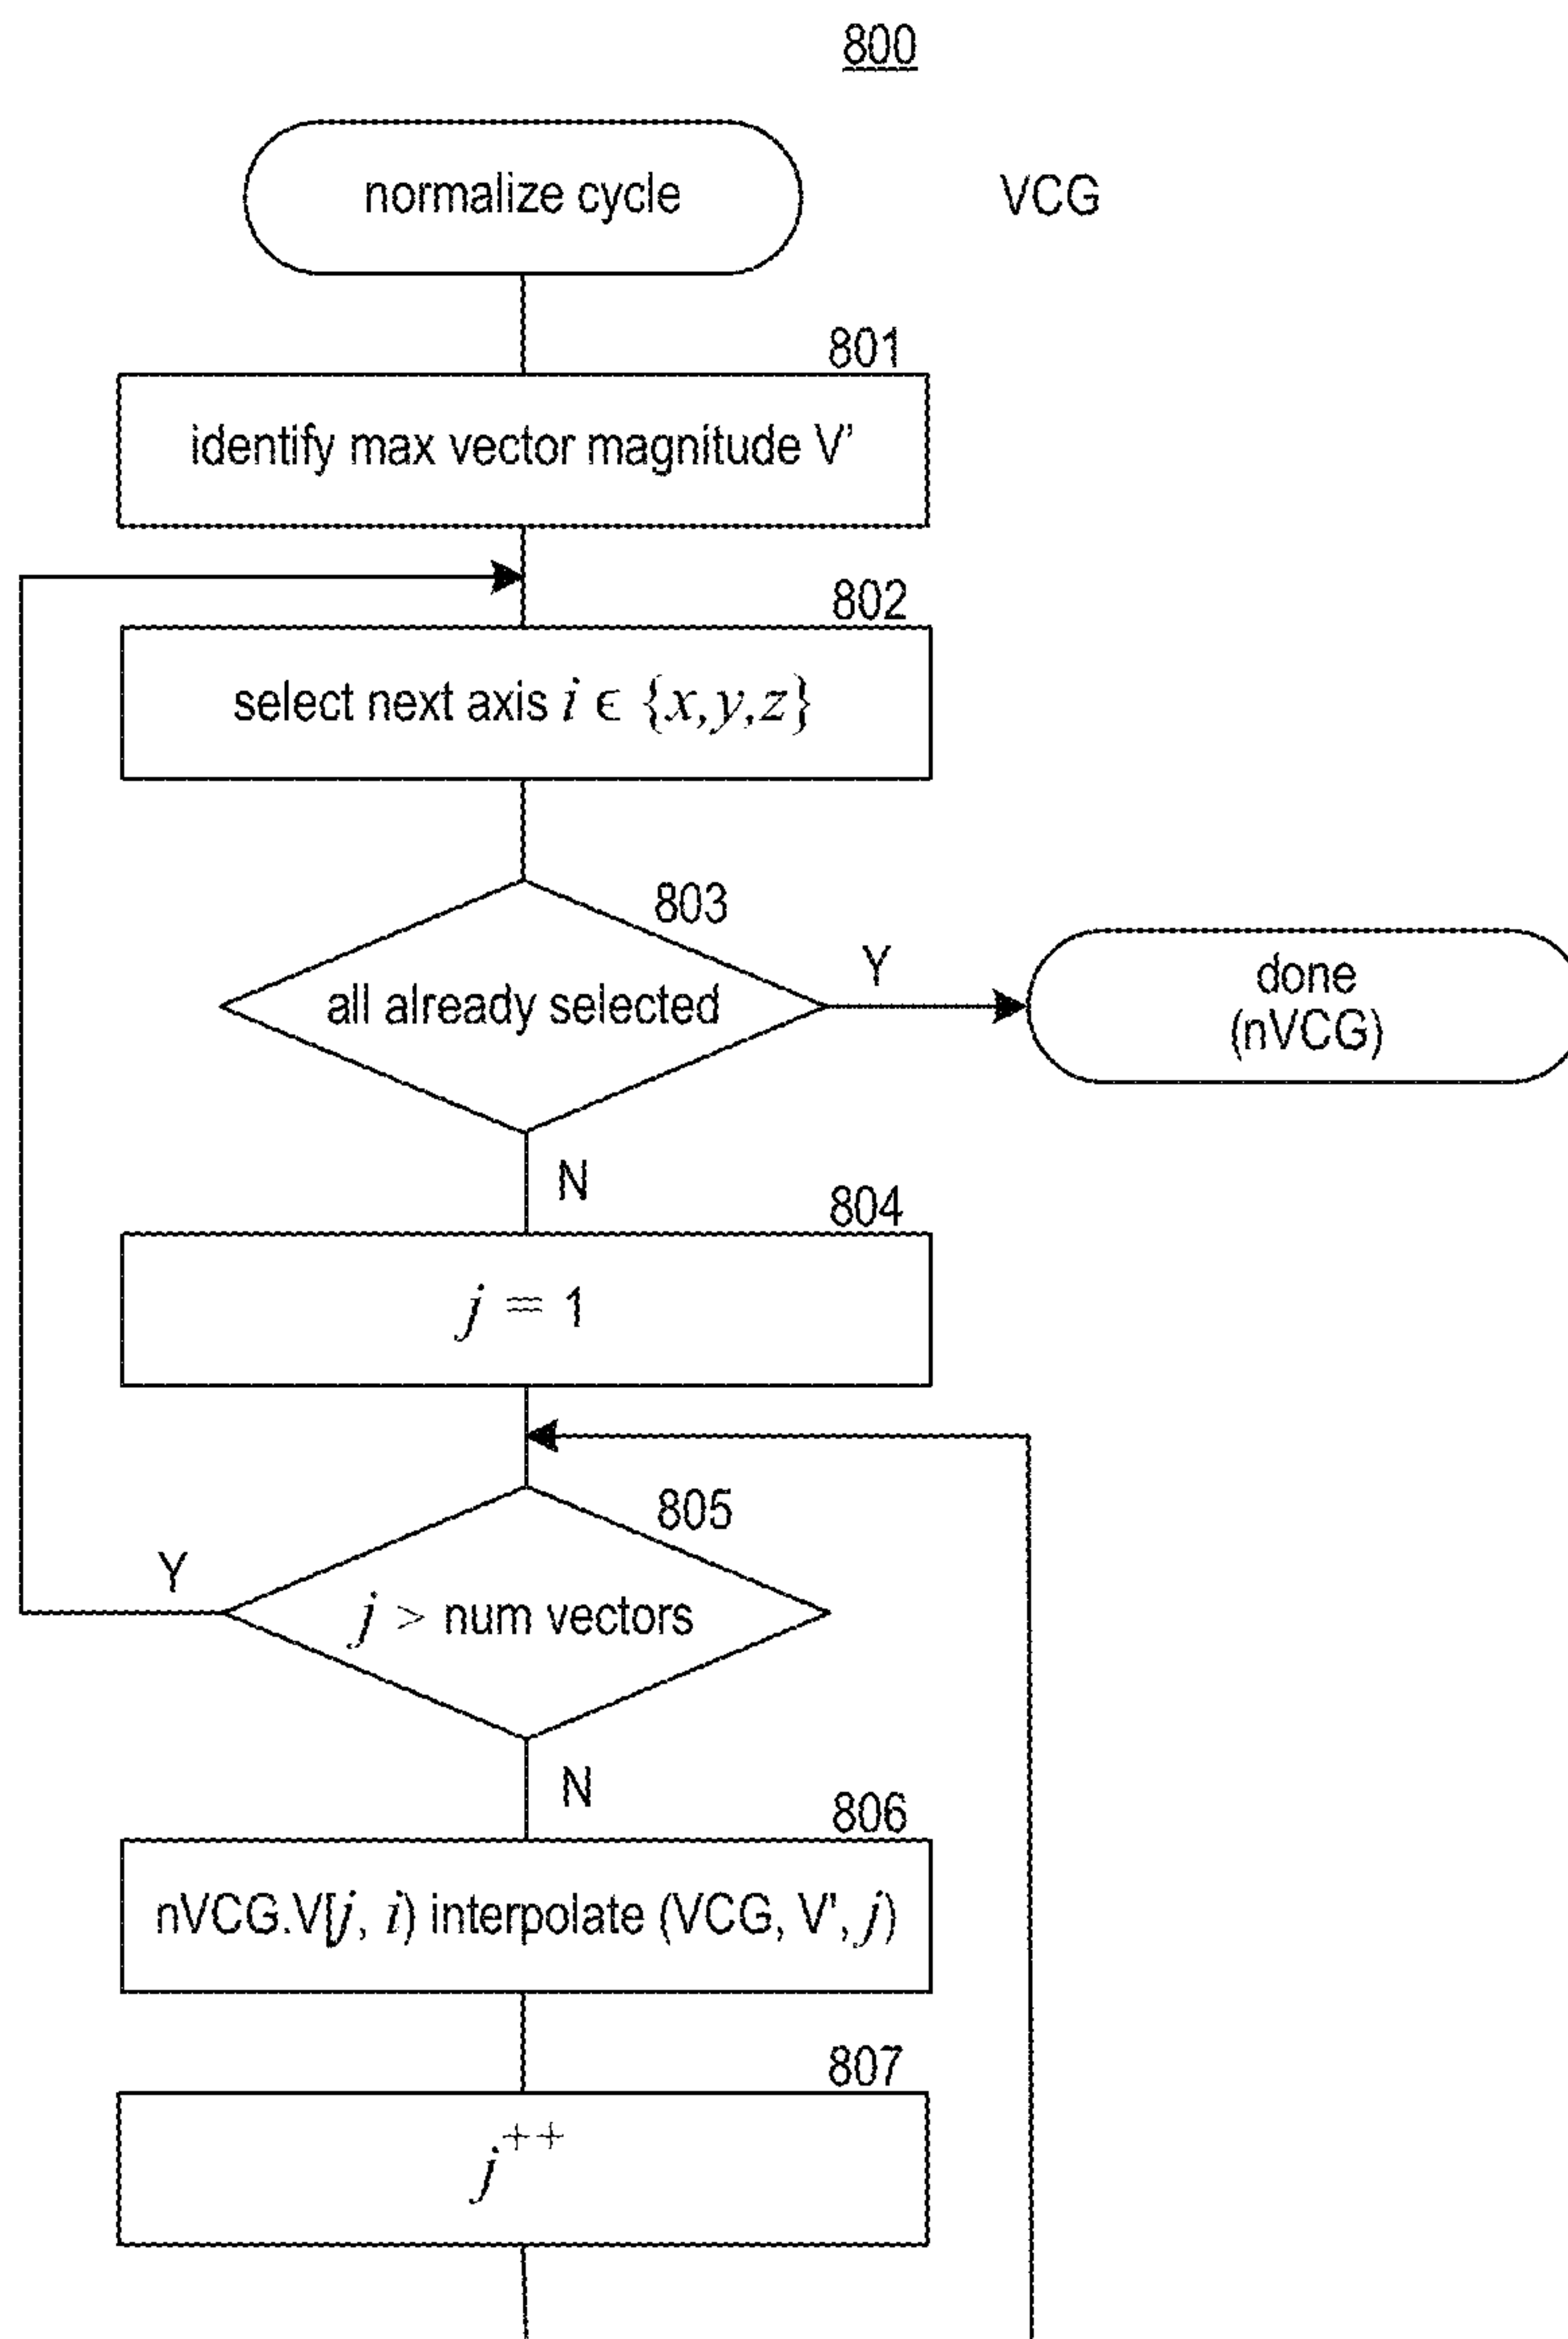 800
normalize cycle
VCG
801
identify max vector magnitude V'
802
select next axis i ϵ {x,y,z}
803
all already selected
Y
done
(nVCG)
N
804
j = 1
805
Y
j > num vectors
N
806
nVCG.V[j, i) interpolate (VCG, V', j)
807
j++